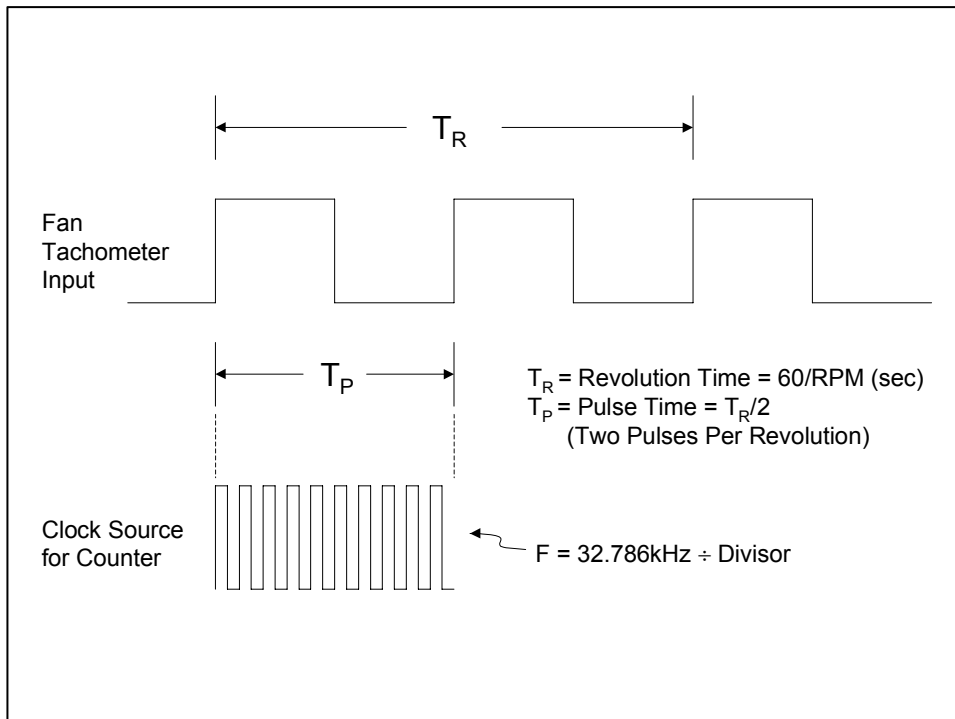 T_R
Fan
Tachometer
Input
T_P
T_R = Revolution Time = 60/RPM (sec)
T_P = Pulse Time = T_R/2
(Two Pulses Per Revolution)
Clock Source
for Counter
F = 32.786kHz ÷ Divisor